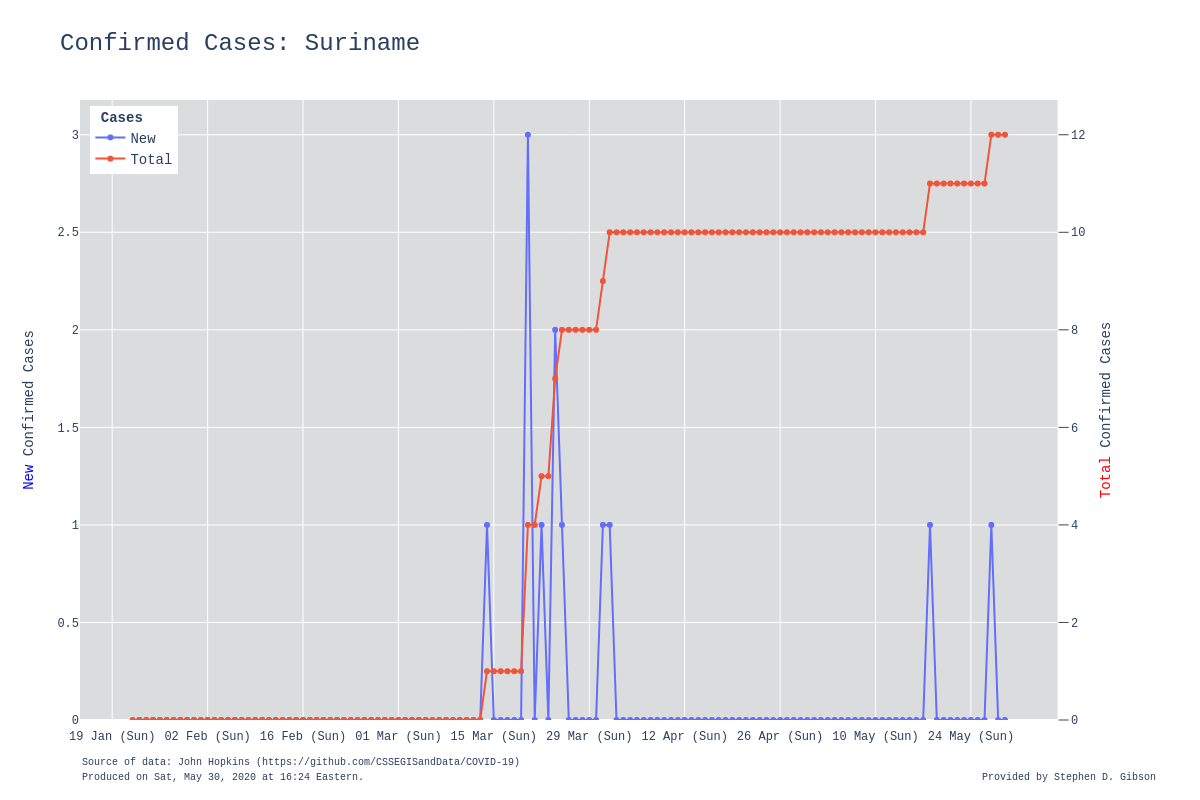 Confirmed Cases: Suriname
Cases
New
Total
3
2.5
2
1.5
1
0.5
0
12
10
8
6
4
2
0
New Confirmed Cases
Total Confirmed Cases
19 Jan (Sun) 02 Feb (Sun) 16 Feb (Sun) 01 Mar (Sun) 15 Mar (Sun) 29 Mar (Sun) 12 Apr (Sun) 26 Apr (Sun) 10 May (Sun) 24 May (Sun)
Source of data: John Hopkins (https://github.com/CSSEGISandData/COVID-19)
Produced on Sat, May 30, 2020 at 16:24 Eastern.
Provided by Stephen D. Gibson